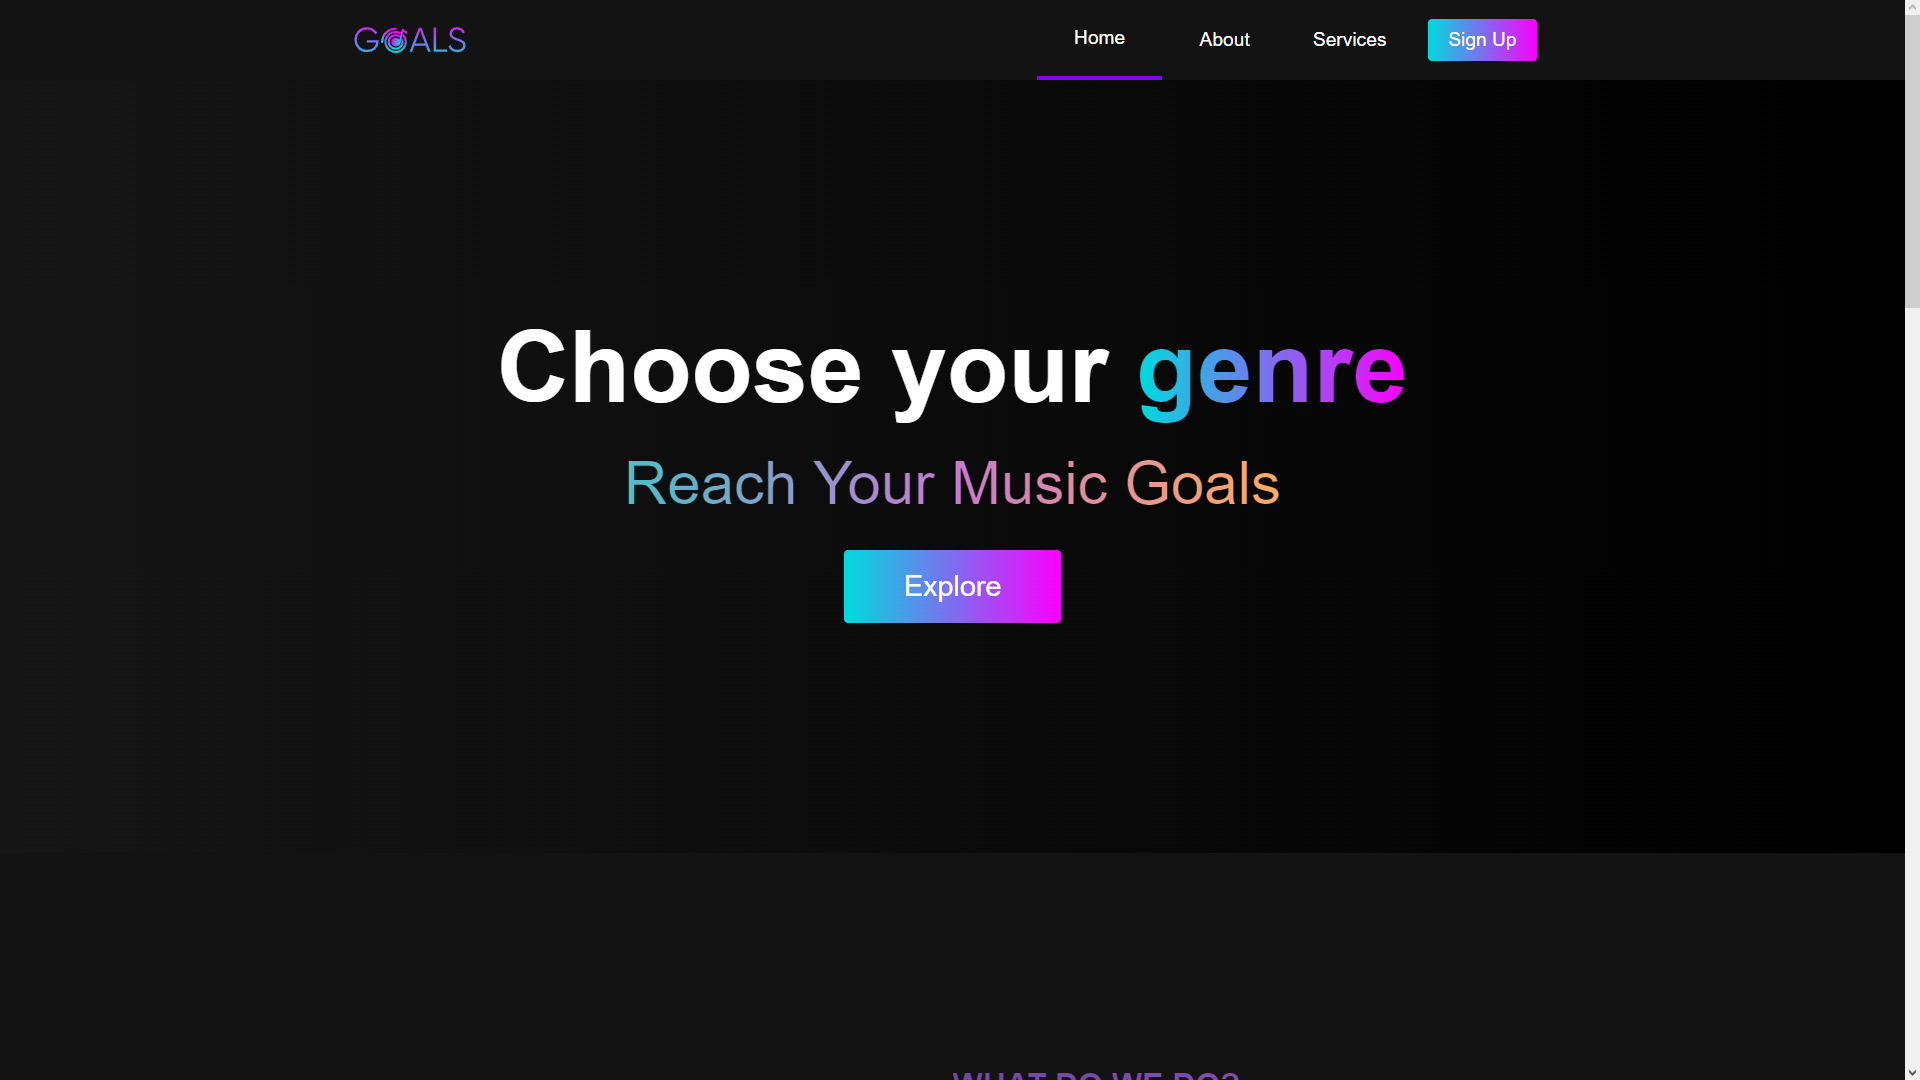 GOALS
Home
About
Services
Sign Up
Choose your genre
Reach Your Music Goals
Explore
WHAT DO WE DO?